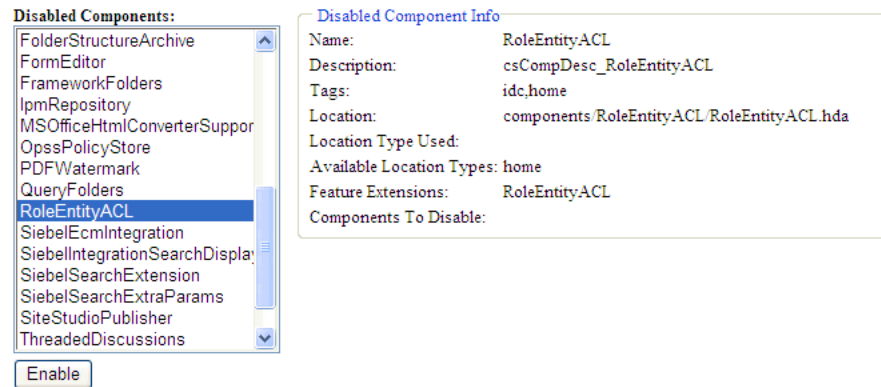 Disabled Components:
FolderStructureArchive
FormEditor
FrameworkFolders
IpmRepository
MSOfficeHtmlConverterSuppor
OpssPolicyStore
PDFWatermark
QueryFolders
RoleEntityACL
SiebelEcmIntegration
SiebelIntegrationSearchDisplay
SiebelSearchExtension
SiebelSearchExtraParams
SiteStudioPublisher
ThreadedDiscussions
Enable
Disabled Component Info
Name: RoleEntityACL
Description: csCompDesc_RoleEntityACL
Tags: idc,home
Location: components/RoleEntityACL/RoleEntityACL.hda
Location Type Used:
Available Location Types: home
Feature Extensions: RoleEntityACL
Components To Disable: